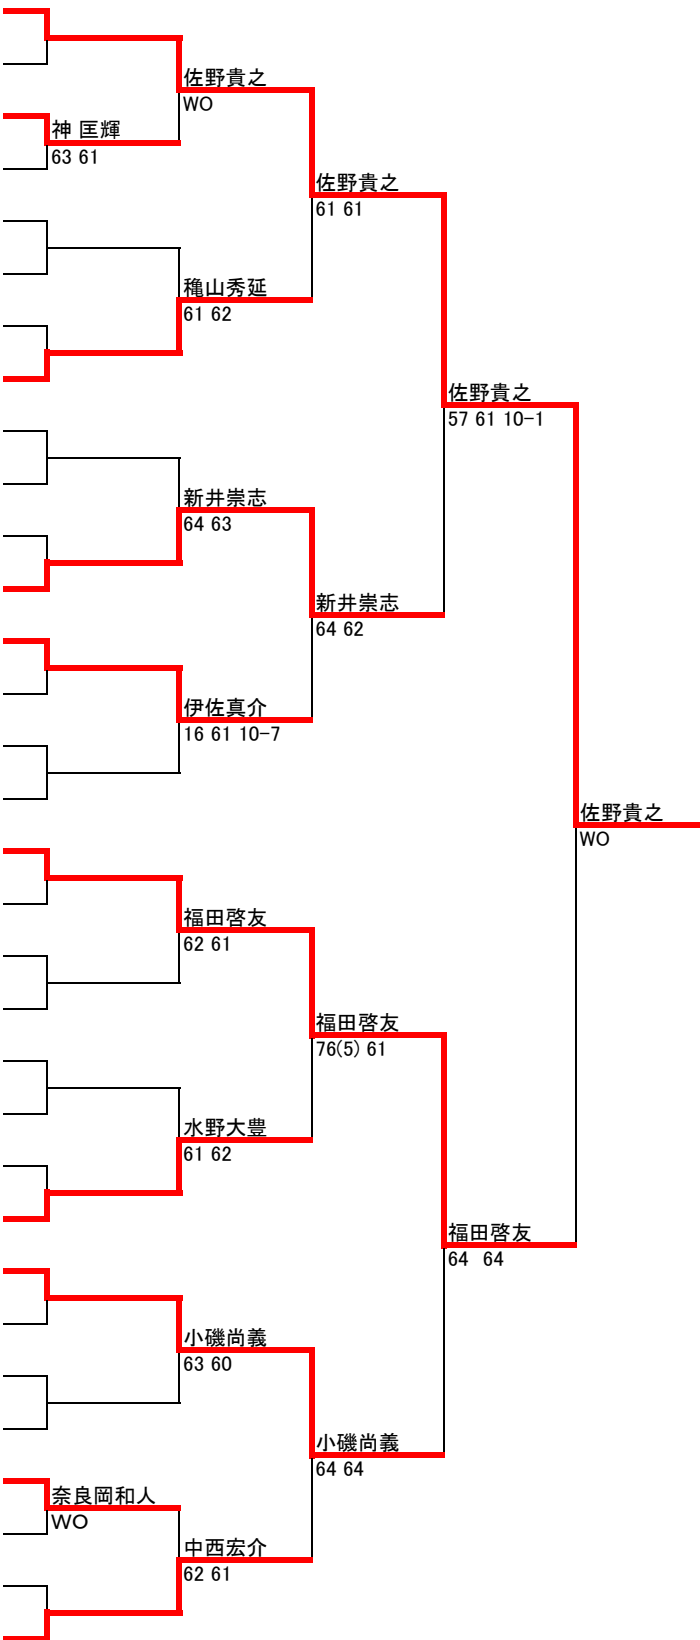 佐野貴之
WO
神 匡輝
63 61
佐野貴之
61 61
穐山秀延
61 62
佐野貴之
57 61 10-1
新井崇志
64 63
新井崇志
64 62
伊佐真介
16 61 10-7
佐野貴之
WO
福田啓友
62 61
福田啓友
76(5) 61
水野大豊
61 62
福田啓友
64 64
小磯尚義
63 60
小磯尚義
64 64
奈良岡和人
WO
中西宏介
62 61